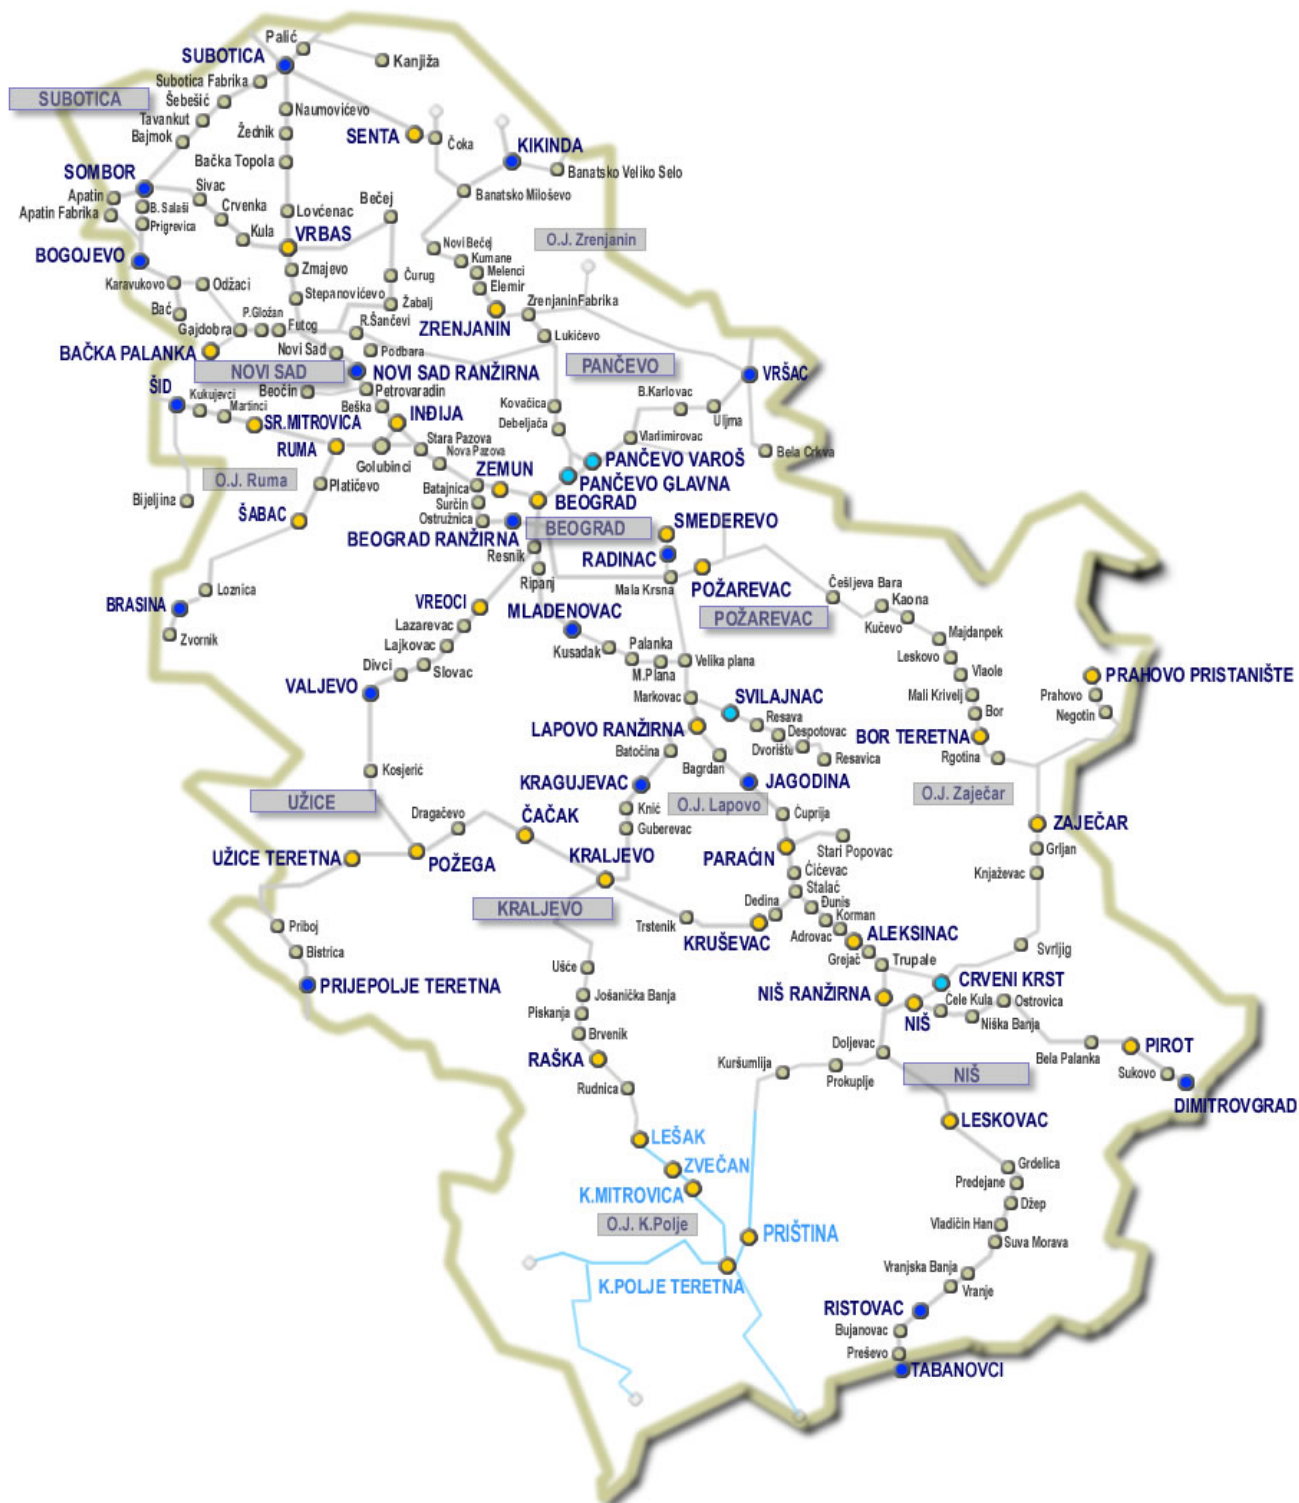 Palić
SUBOTICA
Kanjiža
Subotica Fabrika
SUBOTICA
Šebešić
Naumovićevo
Tavankut
Žednik
SENTA
Bajmok
Čoka
KIKINDA
Bačka Topola
SOMBOR
Banatsko Veliko Selo
Sivac
Apatin
Bečej
Banatsko Miloševo
B. Salaši
Crvenka
Apatin Fabrika
Lovćenac
Prigrevica
Kula
VRBAS
O.J. Zrenjanin
Novi Bečej
BOGOJEVO
Kumane
Zmajevo
Melenci
Čurug
Karavukovo
Odžaci
Elemir
Stepanovićevo
Žabalj
ZrenjaninFabrika
Bać
P.Gložan
R.Šančevi
Gajdobra
Futog
ZRENJANIN
Lukićevo
BAČKA PALANKA
Novi Sad
Podbara
PANČEVO
NOVI SAD
NOVI SAD RANŽIRNA
VRŠAC
ŠID
Kukujevci
Beočin
Petrovaradin
B.Karlovac
Martinci
Beška
INĐIJA
Kovačica
Uljma
SR.MITROVICA
Debeljača
Vladimirovac
RUMA
Stara Pazova
Nova Pazova
Bela Crkva
Golubinci
PANČEVO VAROŠ
ZEMUN
O.J. Ruma
Platičevo
PANČEVO GLAVNA
Batajnica
Bijeljina
BEOGRAD
Surčin
ŠABAC
Ostružnica
SMEDEREVO
BEOGRAD
BEOGRAD RANŽIRNA
Resnik
RADINAC
Ripanj
Mala Krsna
POŽAREVAC
Češljeva Bara
Loznica
BRASINA
VREOCI
MLADENOVAC
Kaona
POŽAREVAC
Kučevo
Lazarevac
Zvornik
Majdanpek
Lajkovac
Palanka
Kusadak
Leskovo
Divci
Velika plana
Slovac
M.Plana
Vlaole
PRAHOVO PRISTANIŠTE
VALJEVO
Markovac
SVILAJNAC
Mali Krivelj
Prahovo
Negotin
Bor
LAPOVO RANŽIRNA
Resava
Despotovac
BOR TERETNA
Batočina
Dvorište
Rgotina
Resavica
Kosjerić
Bagrdan
KRAGUJEVAC
JAGODINA
O.J. Zaječar
UŽICE
O.J. Lapovo
Knić
Dragačevo
Ćuprija
ČAČAK
Guberevac
ZAJEČAR
PARAĆIN
Stari Popovac
UŽICE TERETNA
POŽEGA
KRALJEVO
Grljan
Ćićevac
Knjaževac
Stalać
Dedina
Đunis
KRALJEVO
Korman
Priboj
Trstenik
Adrovac
ALEKSINAC
KRUŠEVAC
Svrljig
Bistrica
Grejač
Trupale
Ušće
CRVENI KRST
PRIJEPOLJE TERETNA
NIŠ RANŽIRNA
Jošanička Banja
Ćele Kula
Ostrovica
Piskanja
NIŠ
Niška Banja
Brvenik
Doljevac
PIROT
RAŠKA
Kuršumlija
Bela Palanka
Prokuplje
NIŠ
Sukovo
Rudnica
DIMITROVGRAD
LESKOVAC
LEŠAK
Grdelica
ZVEČAN
Predejane
K.MITROVICA
Džep
O.J. K.Polje
Vladičin Han
PRIŠTINA
Suva Morava
Vranjska Banja
K.POLJE TERETNA
Vranje
RISTOVAC
Bujanovac
Preševo
TABANOVCI